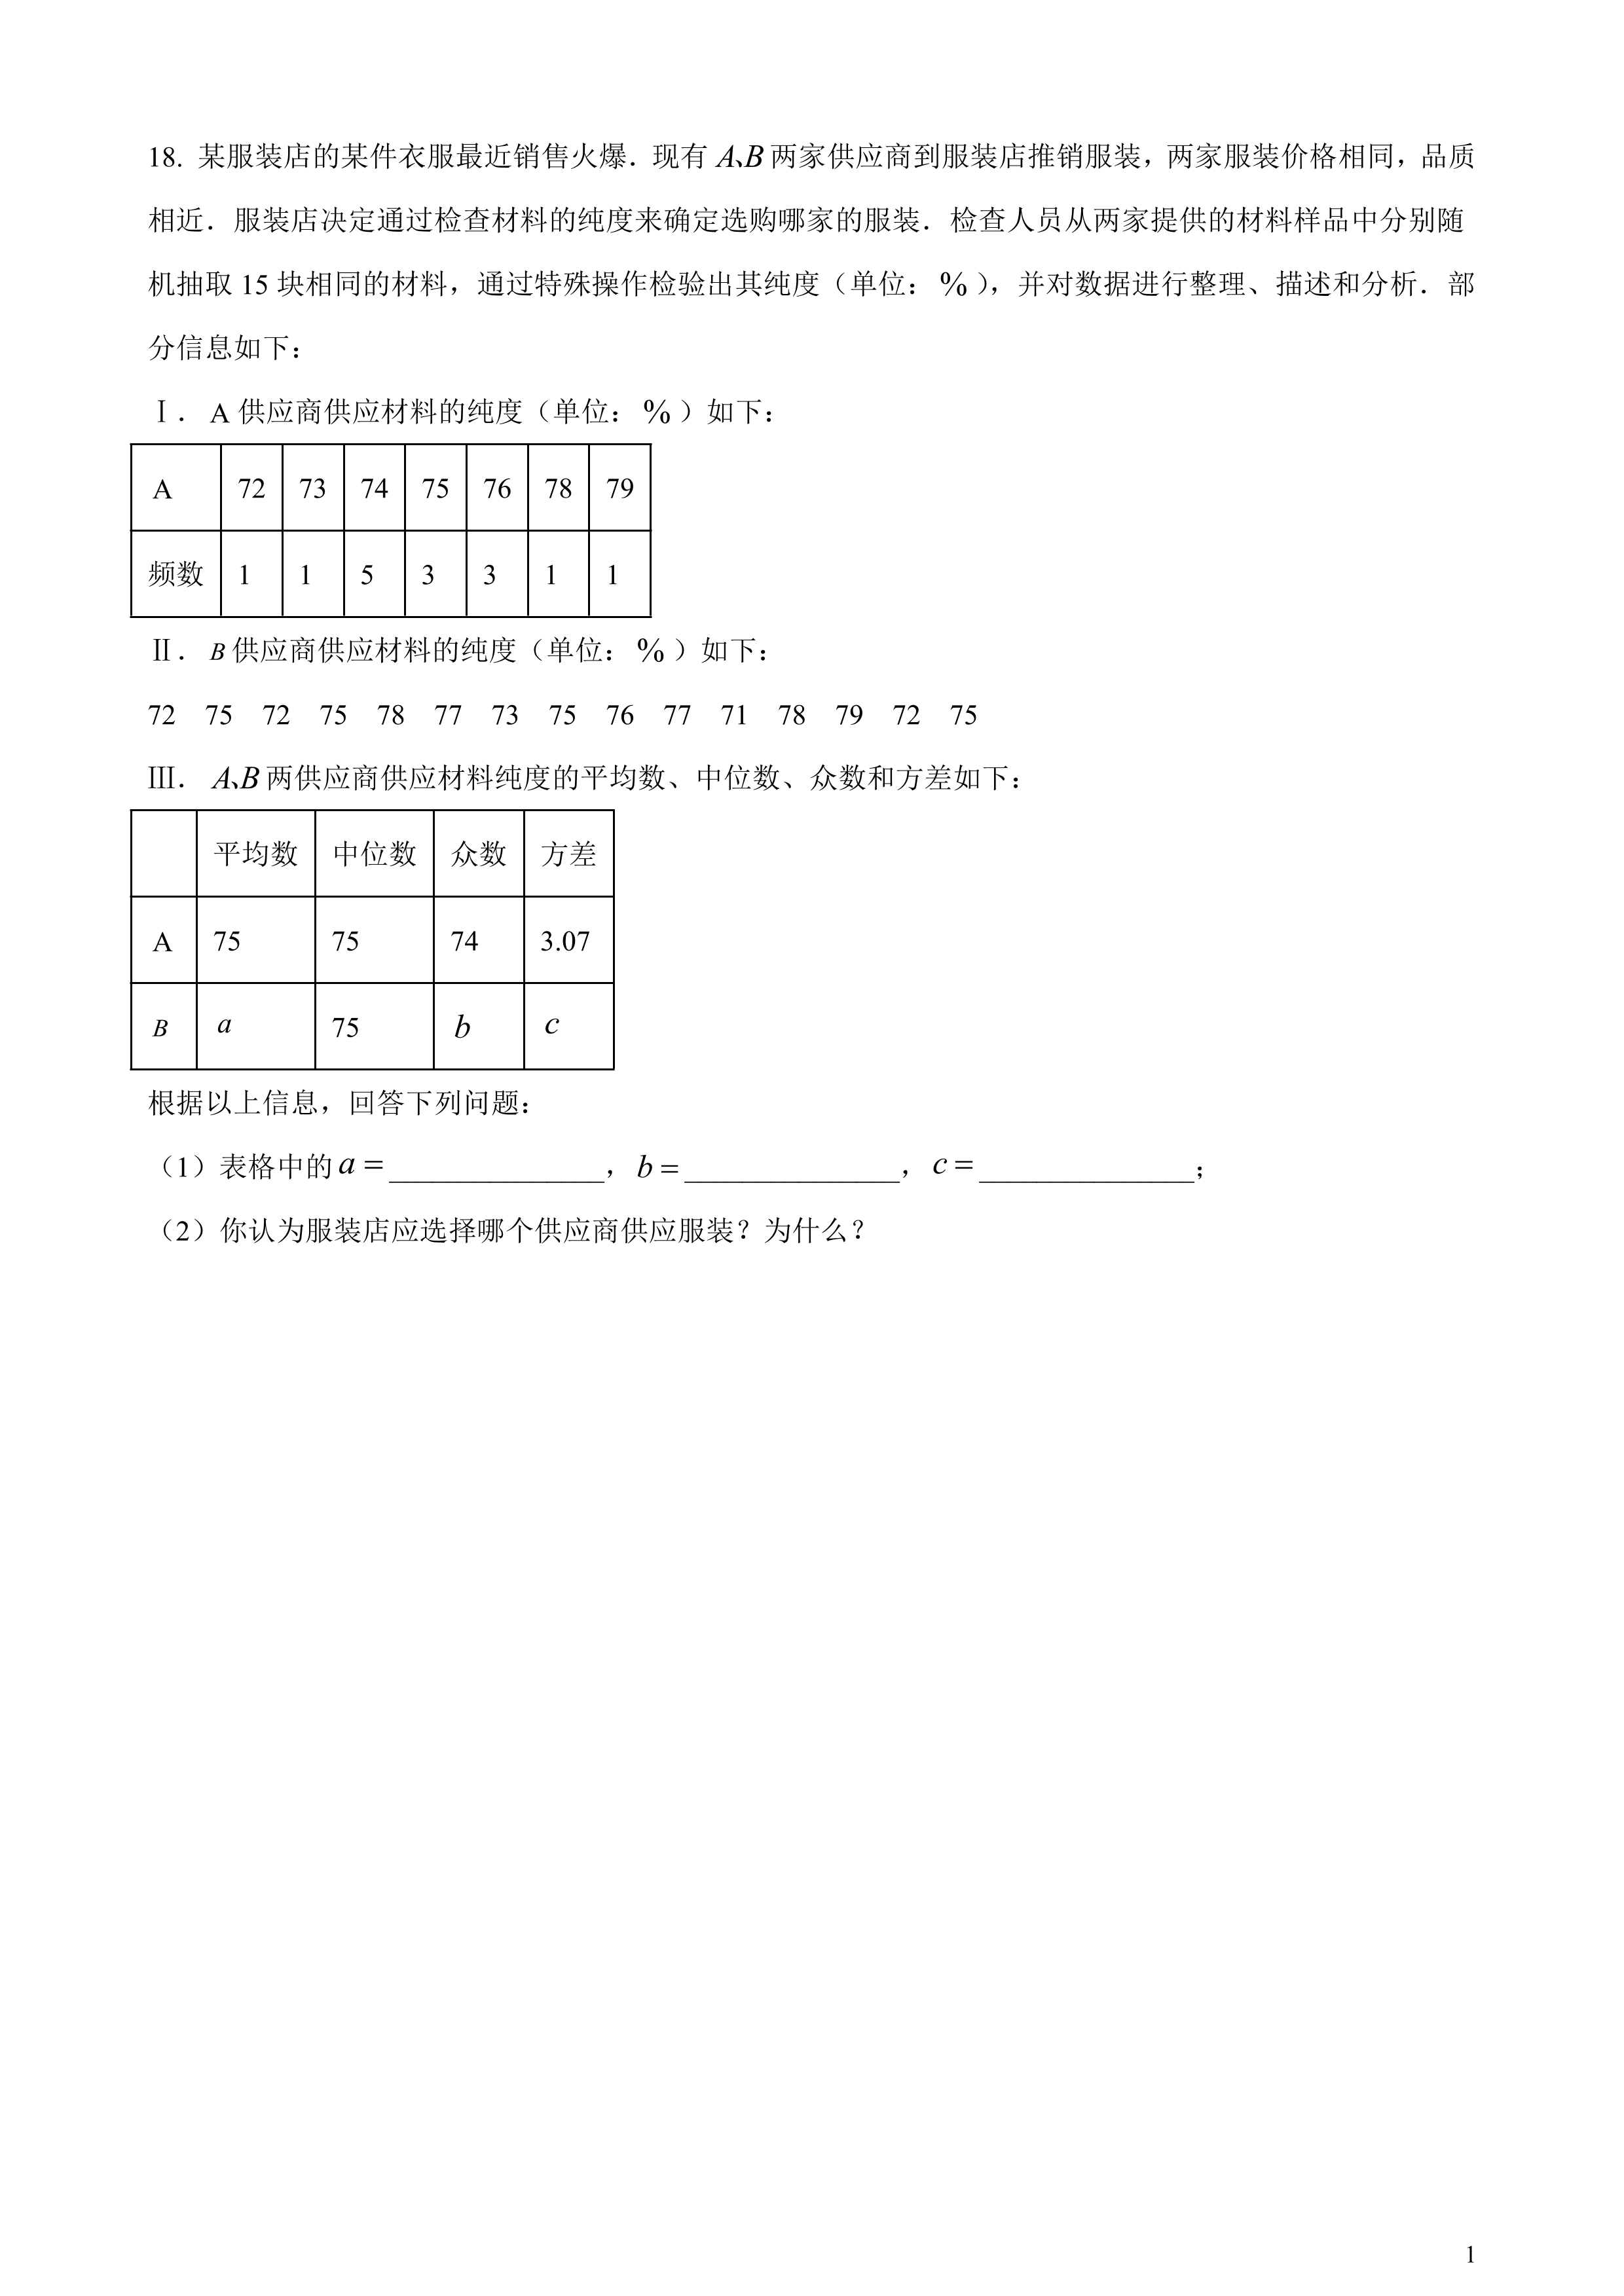 18. 某服装店的某件衣服最近销售火爆．现有 A、B 两家供应商到服装店推销服装，两家服装价格相同，品质
相近．服装店决定通过检查材料的纯度来确定选购哪家的服装．检查人员从两家提供的材料样品中分别随
机抽取 15 块相同的材料，通过特殊操作检验出其纯度（单位：%），并对数据进行整理、描述和分析．部
分信息如下：
Ⅰ．A 供应商供应材料的纯度（单位：%）如下：
A 72 73 74 75 76 78 79
频数 1 1 5 3 3 1 1
Ⅱ．B 供应商供应材料的纯度（单位：%）如下：
72 75 72 75 78 77 73 75 76 77 71 78 79 72 75
Ⅲ．A、B 两供应商供应材料纯度的平均数、中位数、众数和方差如下：
平均数 中位数 众数 方差
A 75 75 74 3.07
B a 75 b c
根据以上信息，回答下列问题：
（1）表格中的 a = _______________，b = _______________，c = _______________；
（2）你认为服装店应选择哪个供应商供应服装？为什么？
1